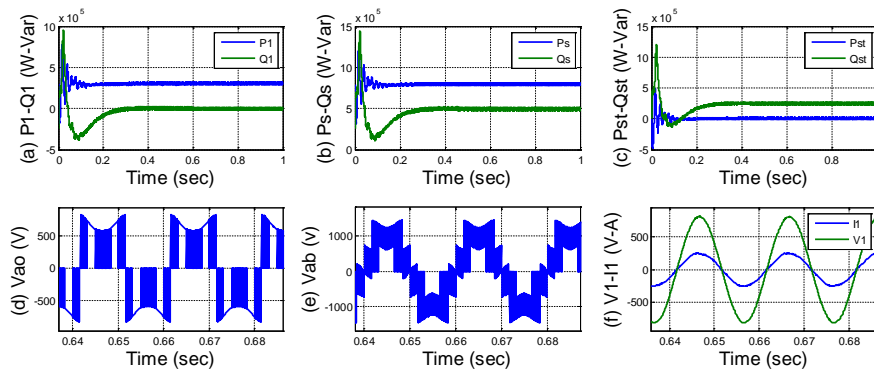 x 10^5
x 10^5
x 10^5
(a) P1-Q1 (W-Var)
10
5
0
-5
P1
Q1
0 0.2 0.4 0.6 0.8 1
Time (sec)
(b) Ps-Qs (W-Var)
15
10
5
0
-5
Ps
Qs
0 0.2 0.4 0.6 0.8 1
Time (sec)
(c) Pst-Qst (W-Var)
15
10
5
0
-5
Pst
Qst
0 0.2 0.4 0.6 0.8
Time (sec)
(d) Vao (V)
500
0
-500
0.64 0.65 0.66 0.67 0.68
Time (sec)
(e) Vab (v)
1000
0
-1000
0.64 0.65 0.66 0.67 0.68
Time (sec)
(f) V1-I1 (V-A)
500
0
-500
I1
V1
0.64 0.65 0.66 0.67 0.68
Time (sec)